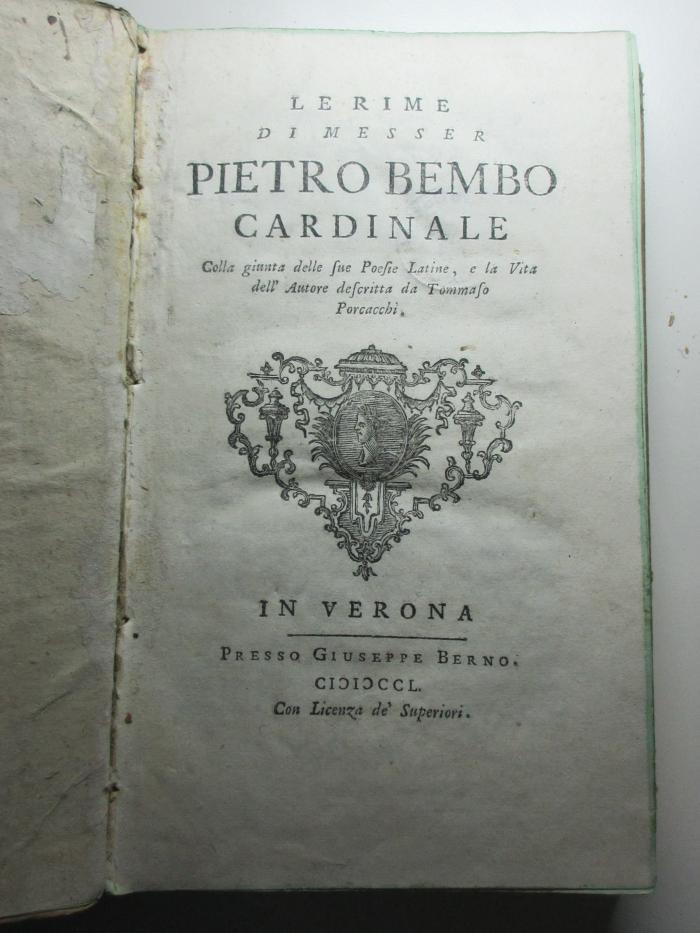 LE RIME
DI MESSER
PIETRO BEMBO
CARDINALE
Colla giunta delle ſue Poeſie Latine, e la Vita
dell' Autore deſcritta da Tommaſo
Porcacchi.
IN VERONA
PRESSO GIUSEPPE BERNO.
CIↃIↃCCL.
Con Licenza de' Superiori.